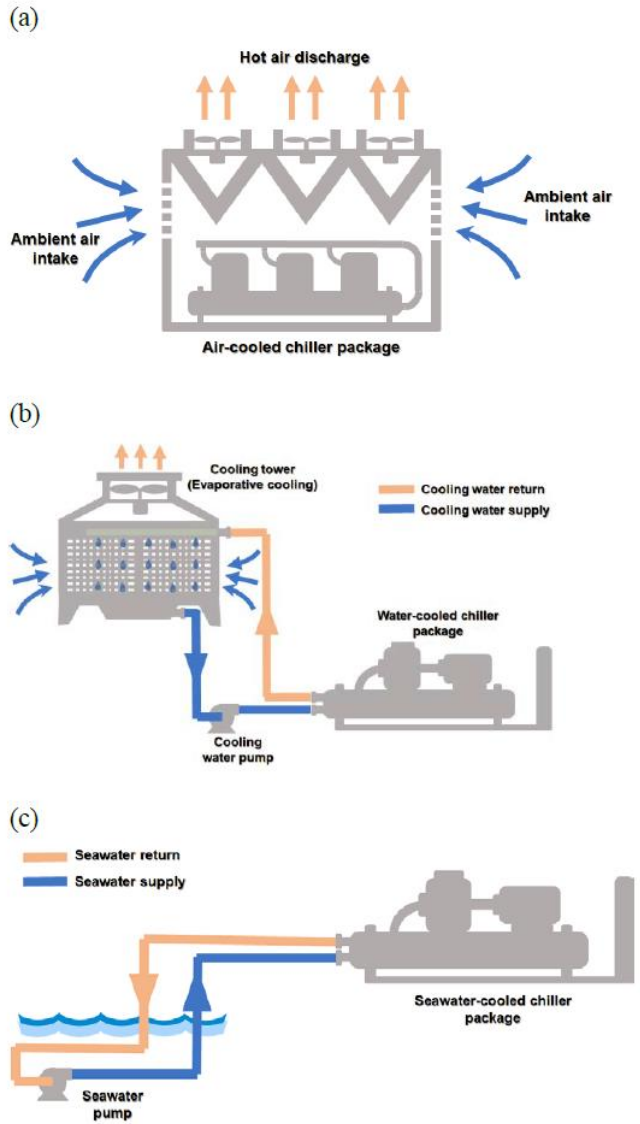 (a)
Hot air discharge
Ambient air
intake
Ambient air
intake
Air-cooled chiller package
(b)
Cooling tower
(Evaporative cooling)
Cooling water return
Cooling water supply
Water-cooled chiller
package
Cooling
water pump
(c)
Seawater return
Seawater supply
Seawater-cooled chiller
package
Seawater
pump